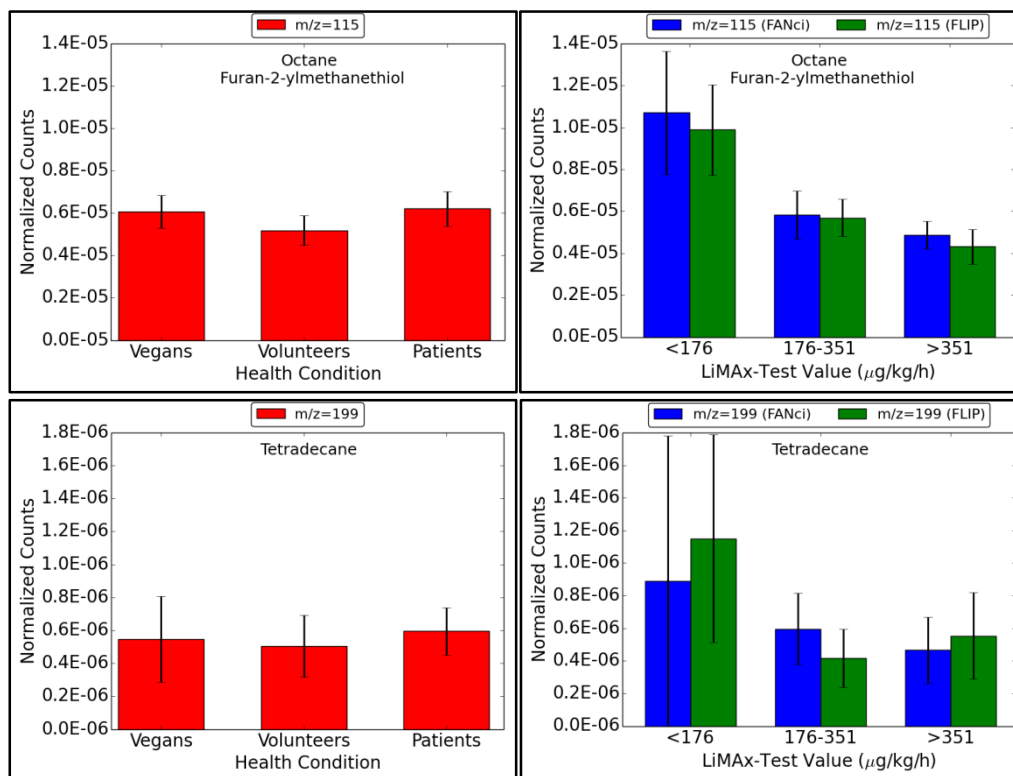 m/z=115
Octane
Furan-2-ylmethanethiol
Normalized Counts
1.4E-05
1.2E-05
1.0E-05
0.8E-05
0.6E-05
0.4E-05
0.2E-05
0.0E-05
Vegans Volunteers Patients
Health Condition
m/z=115 (FANci) m/z=115 (FLIP)
Octane
Furan-2-ylmethanethiol
Normalized Counts
1.4E-05
1.2E-05
1.0E-05
0.8E-05
0.6E-05
0.4E-05
0.2E-05
0.0E-05
<176 176-351 >351
LiMAx-Test Value (μg/kg/h)
m/z=199
Tetradecane
Normalized Counts
1.8E-06
1.6E-06
1.4E-06
1.2E-06
1.0E-06
0.8E-06
0.6E-06
0.4E-06
0.2E-06
0.0E-06
Vegans Volunteers Patients
Health Condition
m/z=199 (FANci) m/z=199 (FLIP)
Tetradecane
Normalized Counts
1.8E-06
1.6E-06
1.4E-06
1.2E-06
1.0E-06
0.8E-06
0.6E-06
0.4E-06
0.2E-06
0.0E-06
<176 176-351 >351
LiMAx-Test Value (μg/kg/h)